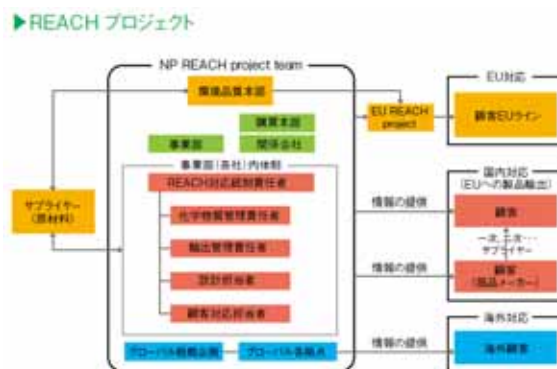 ▶REACH プロジェクト
NP REACH project team
環境品質本部
購買本部
事業部
関係会社
事業部(各社)内体制
REACH対応統制責任者
化学物質管理責任者
輸出管理責任者
設計担当者
顧客対応担当者
グローバル戦略企画
グローバル各拠点
サプライヤー
(原材料)
EU REACH
project
EU対応
顧客EUライン
国内対応
(EUへの製品輸出)
情報の提供
顧客
一次、二次…
サプライヤー
情報の提供
顧客
(部品メーカー)
海外対応
情報の提供
海外顧客